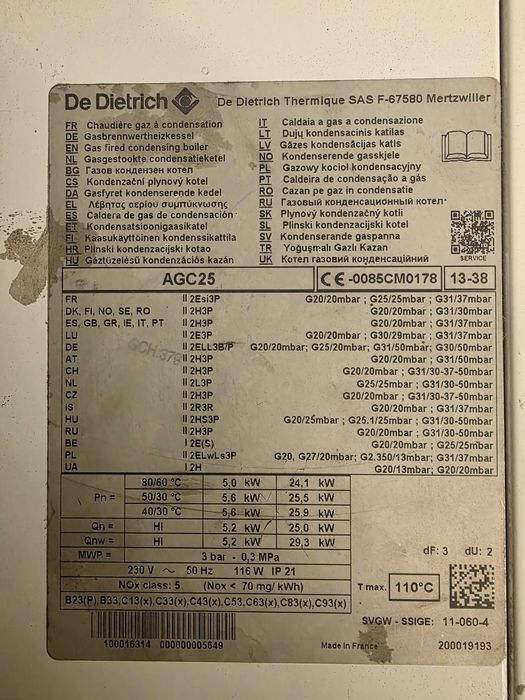 De Dietrich
De Dietrich Thermique SAS F-67580 Mertzwiller
FR Chaudière gaz à condensation
DE Gasbrennwertheizkessel
EN Gas fired condensing boiler
NL Gasgestookte condensatieketel
BG Газов конденген котел
CS Kondenzační plynový kotel
DA Gasfyret kondenserende kedel
EL Λέβητας αερίου συμπύκνωσης
ES Caldera de gas de condensación
ET Kondensatsioonigaasikatel
FI Kaasukäyttöinen kondenssikattila
HR Plinski kondenzacijski kotao
HU Gáztüzelésű kondenzációs kazán
IT Caldaia a gas a condensazione
LT Dujų kondensacinis katilas
LV Gāzes kondensācijas katls
NO Kondenserende gasskjele
PL Gazowy kocioł kondensacyjny
PT Caldeira de condensação a gás
RO Cazan pe gaz in condensatie
RU Газовый конденсационный котел
SK Plynový kondenzačný kotli
SL Plinski kondenzacijski kotel
SV Kondenserande gaspanna
TR Yoğuşmalı Gazlı Kazan
UK Котел газовий конденсаційний
SERVICE
AGC25 CE-0085CM0178 13-38
FR II 2Esi3P G20/20mbar ; G25/25mbar ; G31/37mbar
DK, FI, NO, SE, RO II 2H3P G20/20mbar ; G31/30mbar
ES, GB, GR, IE, IT, PT II 2H3P G20/20mbar ; G31/37mbar
LU II 2E3P G20/20mbar ; G30/29mbar ; G31/37mbar
DE II 2ELL3B/P G20/20mbar; G25/20mbar; G31/50mbar; G30/50mbar
AT II 2H3P G20/20mbar ; G31/50mbar
CH II 2H3P G20/20mbar ; G31/30-37-50mbar
NL II 2L3P G25/25mbar ; G31/30-50mbar
CZ II 2H3P G20/20mbar ; G31/30-37-50mbar
IS II 2R3R G20/20mbar ; G31/37mbar
HU II 2HS3P G20/25mbar ; G25.1/25mbar ; G31/30-50mbar
RU II 2H3P G20/20mbar ; G31/30-50mbar
BE I 2E(S) G20/20mbar ; G25/25mbar
PL II 2ELwLs3P G20, G27/20mbar; G2.350/13mbar; G31/37mbar
UA I 2H G20/13mbar; G20/20mbar
Pn = 80/60 °C 5,0 kW 24,1 kW
50/30 °C 5,6 kW 25,5 kW
40/30 °C 5,6 kW 25,9 kW
Qn = HI 5,2 kW 25,0 kW
Qnw = HI 5,2 kW 29,3 kW
MWP = 3 bar - 0,3 MPa
230 V ~ 50 Hz 116 W IP 21
NOx class: 5 (Nox < 70 mg/ kWh)
B23(P),B33,C13(x),C33(x),C43(x),C53,C63(x),C83(x),C93(x)
dF: 3 dU: 2
T max. 110°C
SVGW - SSIGE: 11-060-4
100016314 000000005649
Made in France
200019193